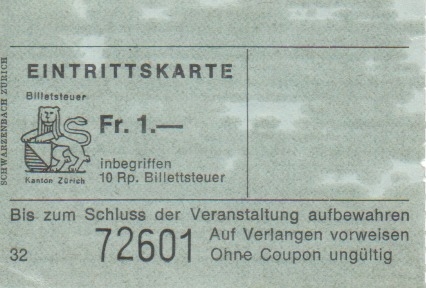 SCHWARZENBACH ZÜRICH
EINTRITTSKARTE
Billetsteuer
Fr. 1.—
Kanton Zürich
inbegriffen
10 Rp. Billettsteuer
Bis zum Schluss der Veranstaltung aufbewahren
32
72601
Auf Verlangen vorweisen
Ohne Coupon ungültig